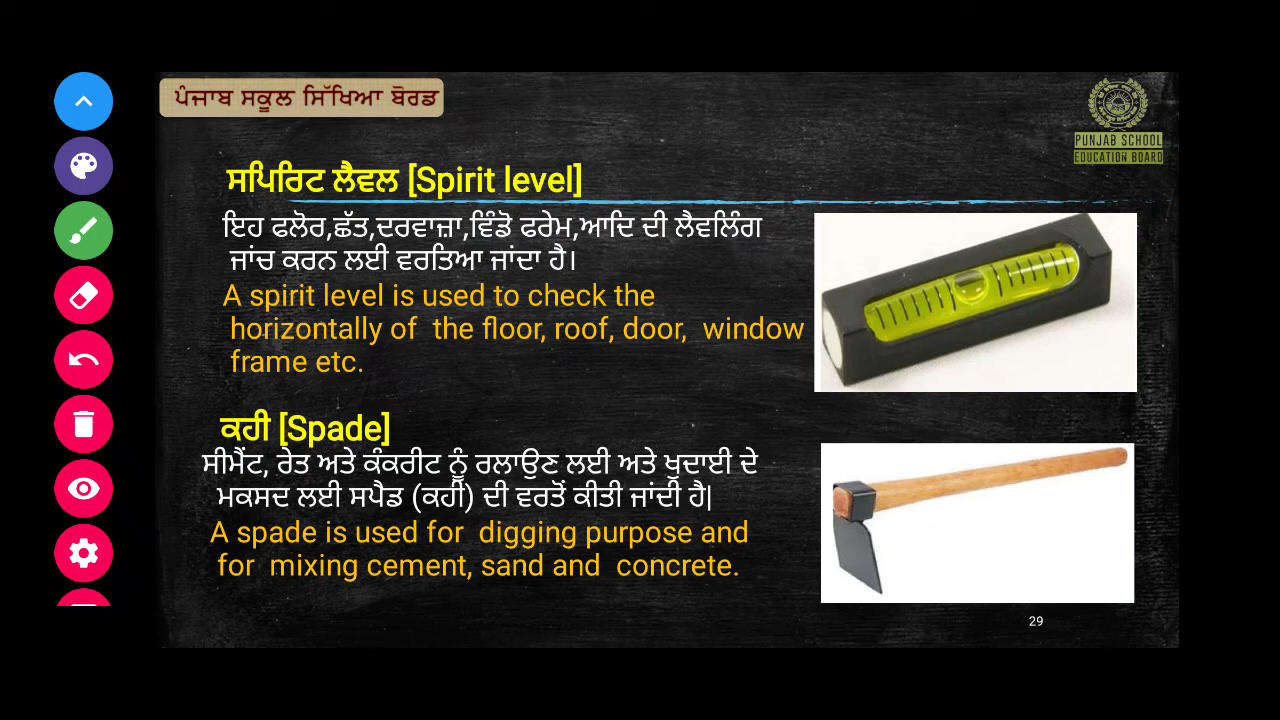 ਪੰਜਾਬ ਸਕੂਲ ਸਿੱਖਿਆ ਬੋਰਡ
PUNJAB SCHOOL
EDUCATION BOARD
ਸਪਿਰਿਟ ਲੈਵਲ [Spirit level]
ਇਹ ਫਲੋਰ,ਛੱਤ,ਦਰਵਾਜ਼ਾ,ਵਿੰਡੋ ਫਰੇਮ,ਆਦਿ ਦੀ ਲੈਵਲਿੰਗ
ਜਾਂਚ ਕਰਨ ਲਈ ਵਰਤਿਆ ਜਾਂਦਾ ਹੈ।
A spirit level is used to check the
horizontally of the floor, roof, door, window
frame etc.
ਕਹੀ [Spade]
ਸੀਮੈਂਟ, ਰੇਤ ਅਤੇ ਕੰਕਰੀਟ ਨੂੰ ਰਲਾਉਣ ਲਈ ਅਤੇ ਖੁਦਾਈ ਦੇ
ਮਕਸਦ ਲਈ ਸਪੈਡ (ਕਹੀਂ) ਦੀ ਵਰਤੋਂ ਕੀਤੀ ਜਾਂਦੀ ਹੈ|
A spade is used for digging purpose and
for mixing cement, sand and concrete.
29